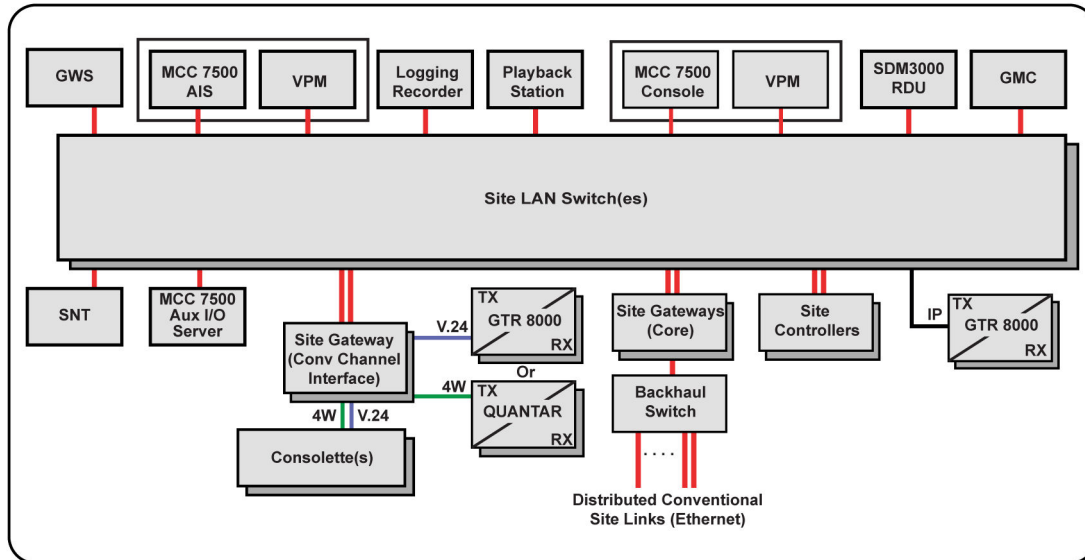 GWS
MCC 7500
AIS
VPM
Logging
Recorder
Playback
Station
MCC 7500
Console
VPM
SDM3000
RDU
GMC
Site LAN Switch(es)
SNT
MCC 7500
Aux I/O
Server
Site Gateway
(Conv Channel
Interface)
V.24
TX
GTR 8000
RX
Or
4W
TX
QUANTAR
RX
4W
V.24
Consolette(s)
Site Gateways
(Core)
Backhaul
Switch
. . . .
Distributed Conventional
Site Links (Ethernet)
Site
Controllers
IP
TX
GTR 8000
RX